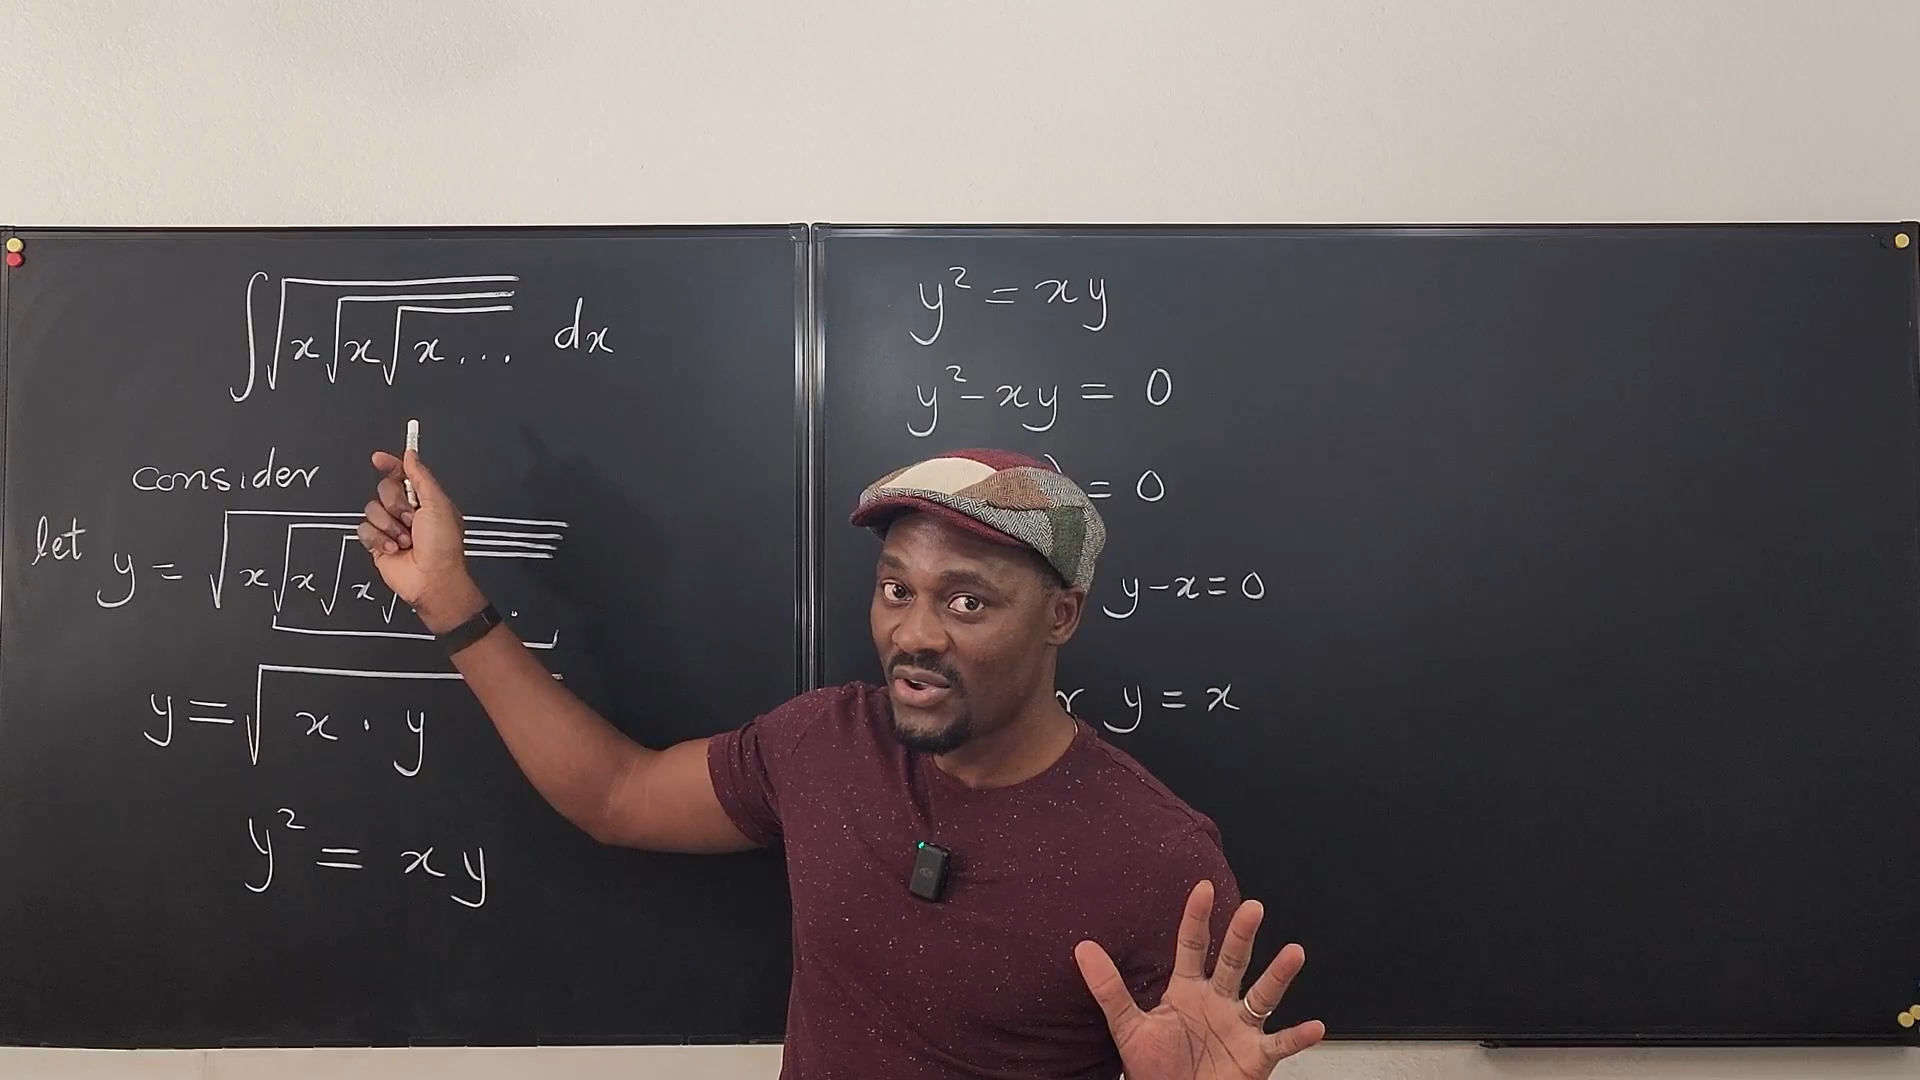 ∫√x√x√x... dx
consider
let y = √x√x√x√
y = √x · y
y² = xy
y² = xy
y² - xy = 0
) = 0
y - x = 0
y = x